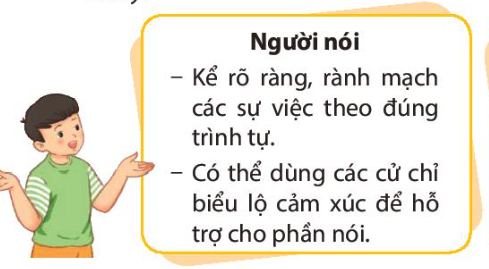 Người nói
– Kể rõ ràng, rành mạch
các sự việc theo đúng
trình tự.
– Có thể dùng các cử chỉ
biểu lộ cảm xúc để hỗ
trợ cho phần nói.